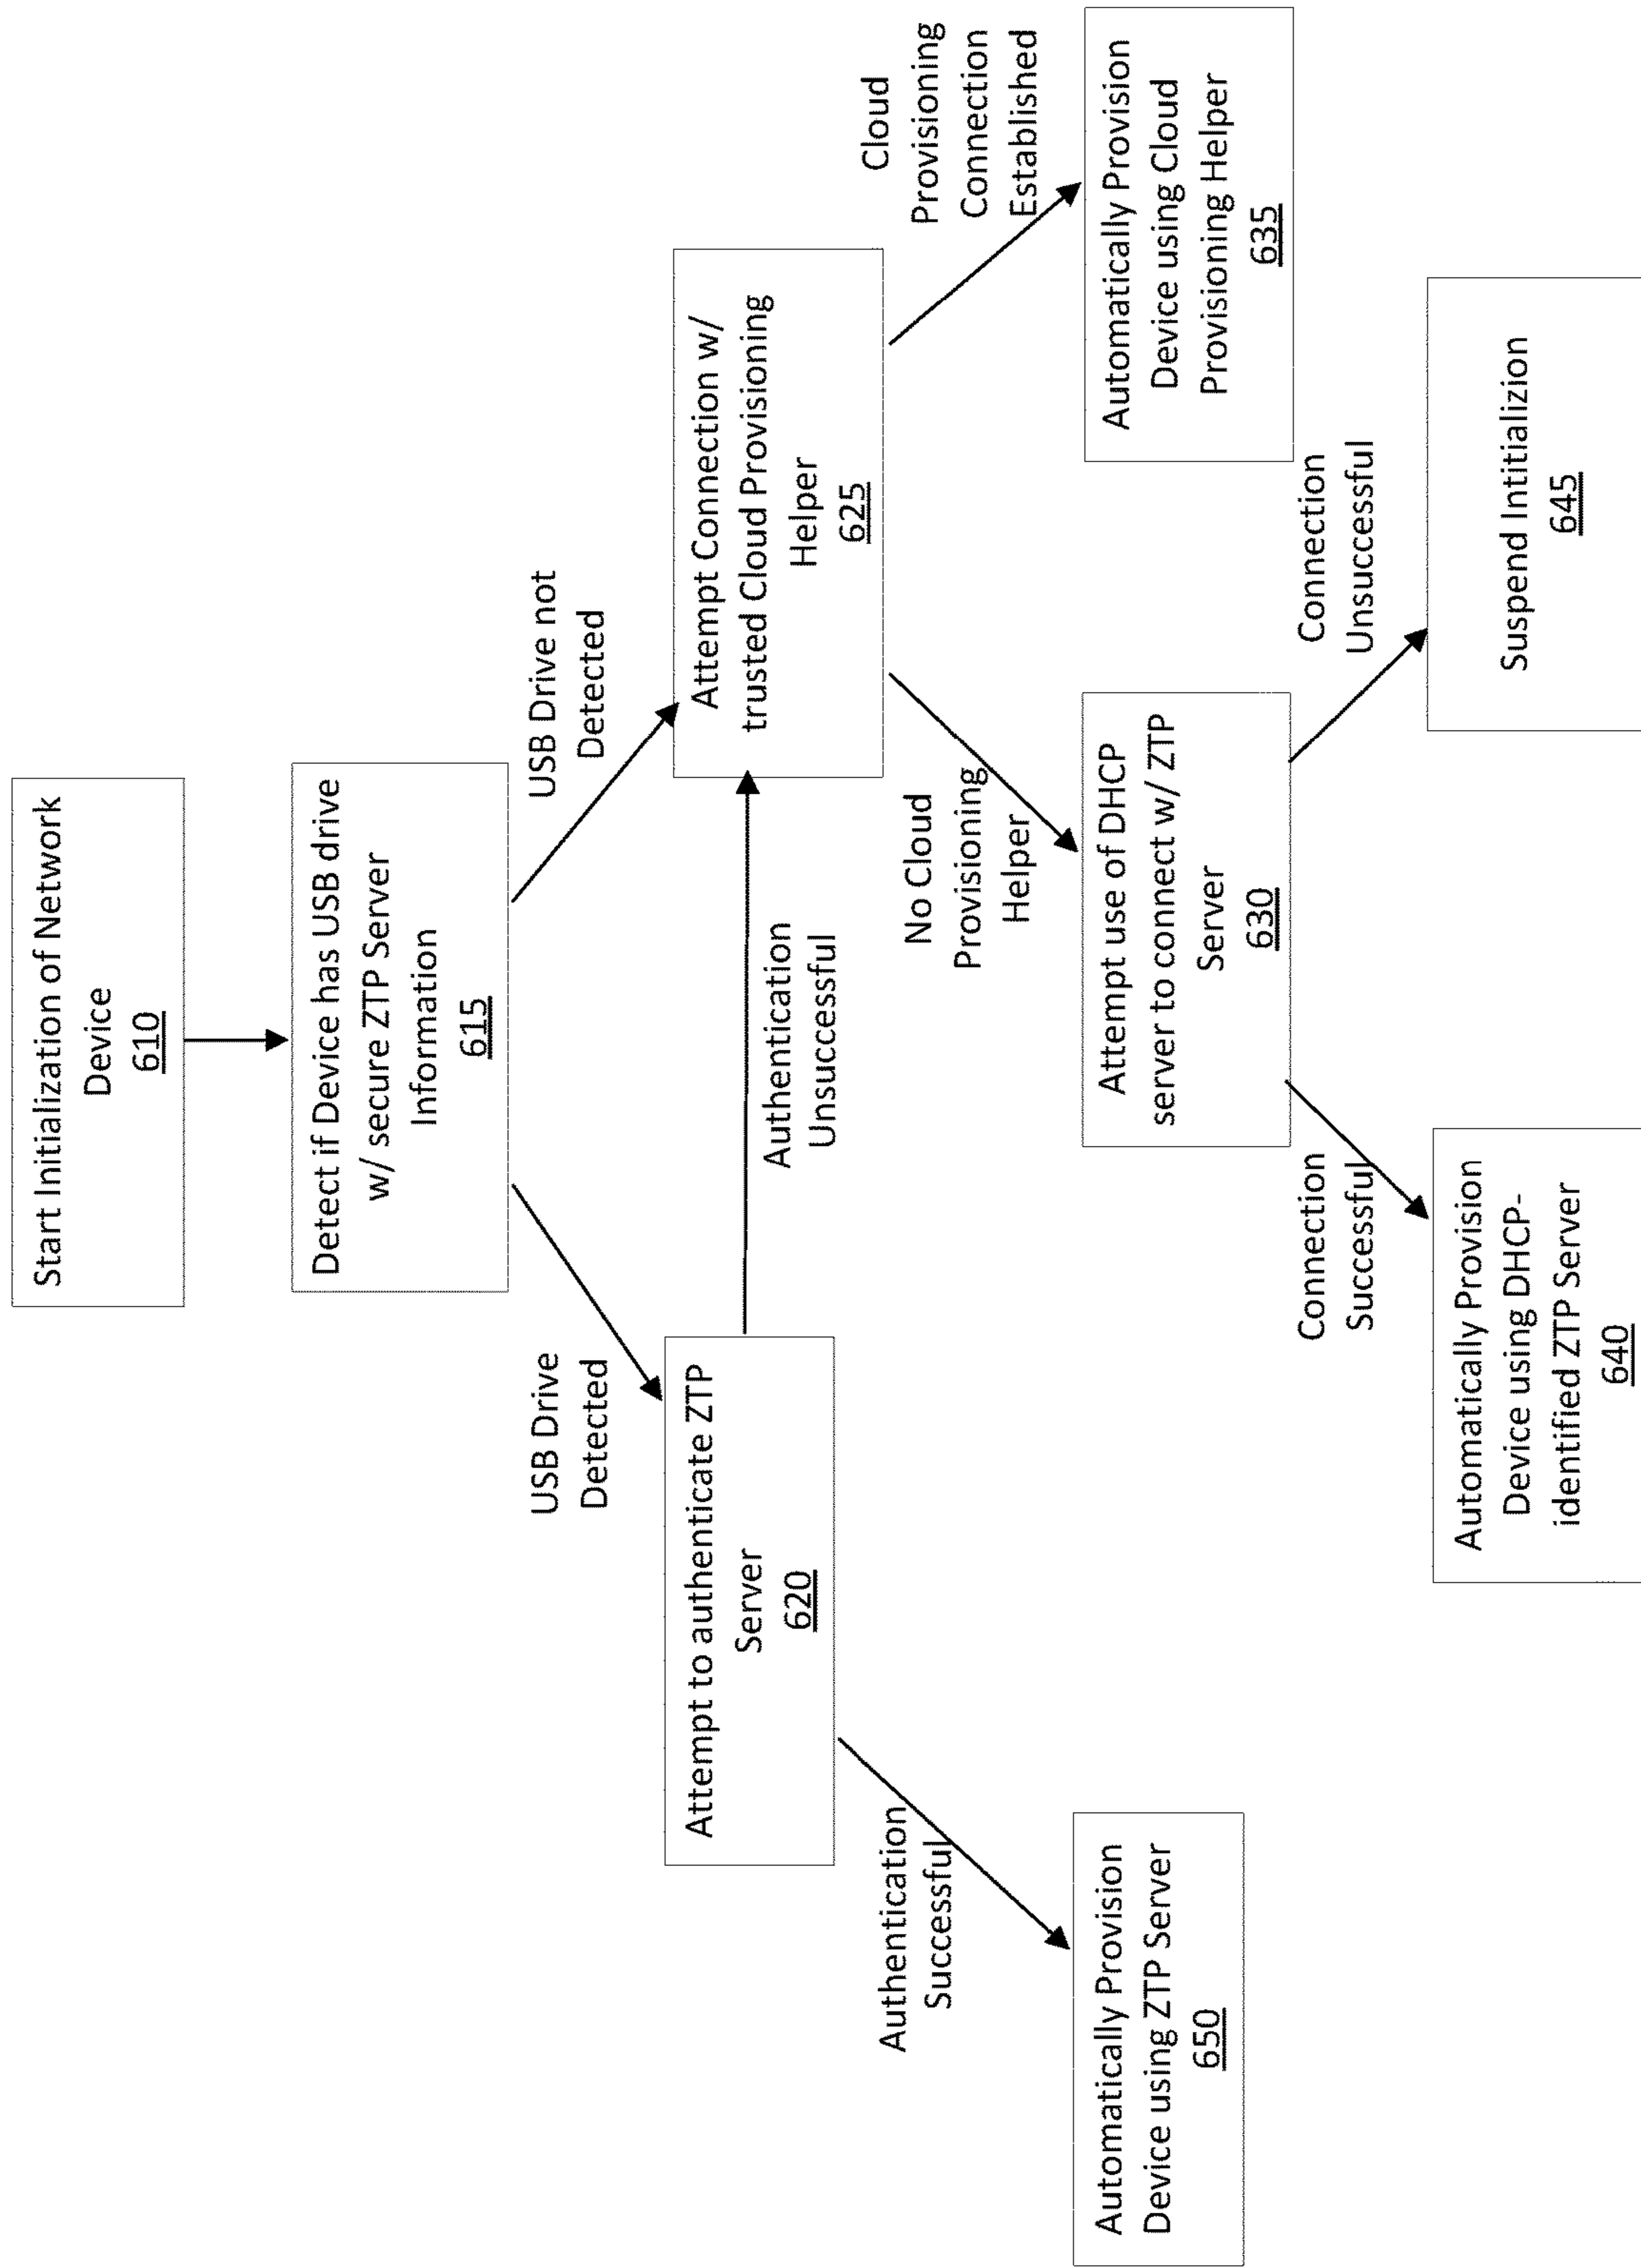 Start Initialization of Network
Device
610
Detect if Device has USB drive
w/ secure ZTP Server
Information
615
USB Drive
Detected
USB Drive not
Detected
Attempt to authenticate ZTP
Server
620
Authentication
Unsuccessful
Attempt Connection w/
trusted Cloud Provisioning
Helper
625
Authentication
Successful
No Cloud
Provisioning
Helper
Cloud
Provisioning
Connection
Established
Automatically Provision
Device using ZTP Server
650
Attempt use of DHCP
server to connect w/ ZTP
Server
630
Automatically Provision
Device using Cloud
Provisioning Helper
635
Connection
Successful
Connection
Unsuccessful
Automatically Provision
Device using DHCP-
identified ZTP Server
640
Suspend Intitializion
645